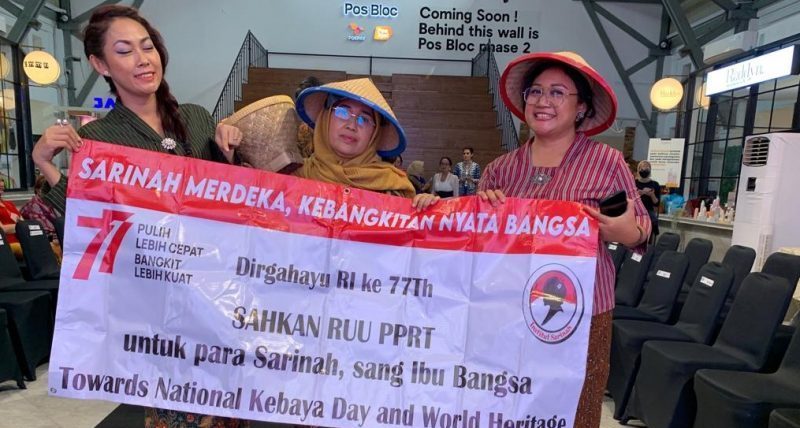 Pos Bloc
Coming Soon !
Behind this wall is
Pos Bloc phase 2
SARINAH MERDEKA, KEBANGKITAN NYATA BANGSA
77
PULIH
LEBIH CEPAT
BANGKIT
LEBIH KUAT
Dirgahayu RI ke 77Th
SAHKAN RUU PPRT
untuk para Sarinah, sang Ibu Bangsa
Towards National Kebaya Day and World Heritage
Institut Sarinah